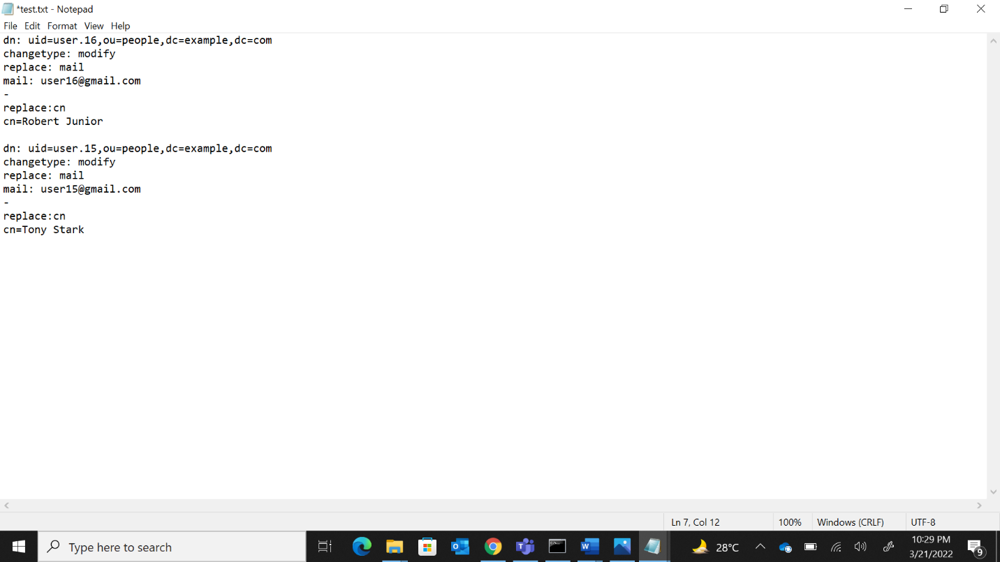 *test.txt - Notepad
File Edit Format View Help
dn: uid=user.16,ou=people,dc=example,dc=com
changetype: modify
replace: mail
mail: user16@gmail.com
-
replace:cn
cn=Robert Junior

dn: uid=user.15,ou=people,dc=example,dc=com
changetype: modify
replace: mail
mail: user15@gmail.com
-
replace:cn
cn=Tony Stark
Ln 7, Col 12 100% Windows (CRLF) UTF-8
Type here to search
28°C
10:29 PM
3/21/2022
9